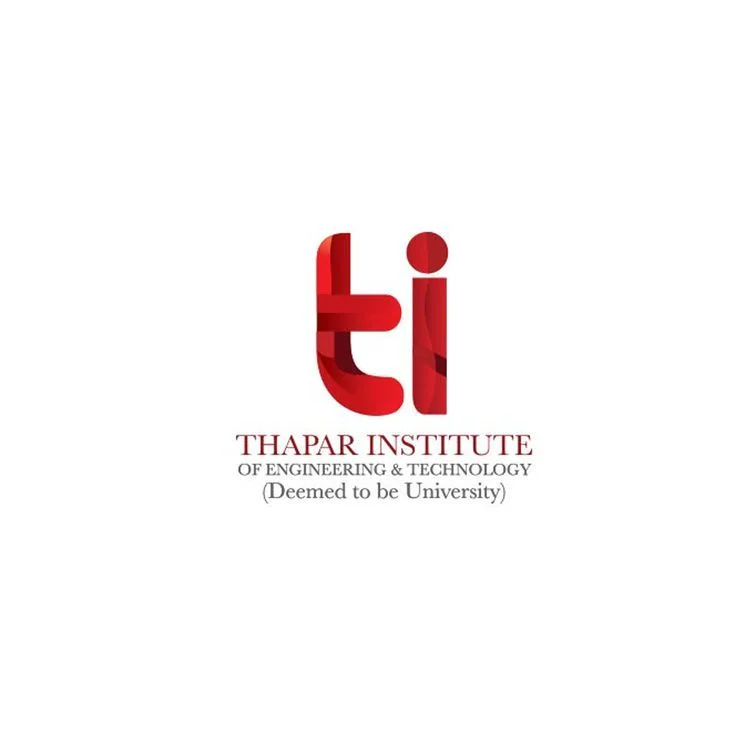 ti
THAPAR INSTITUTE
OF ENGINEERING & TECHNOLOGY
(Deemed to be University)